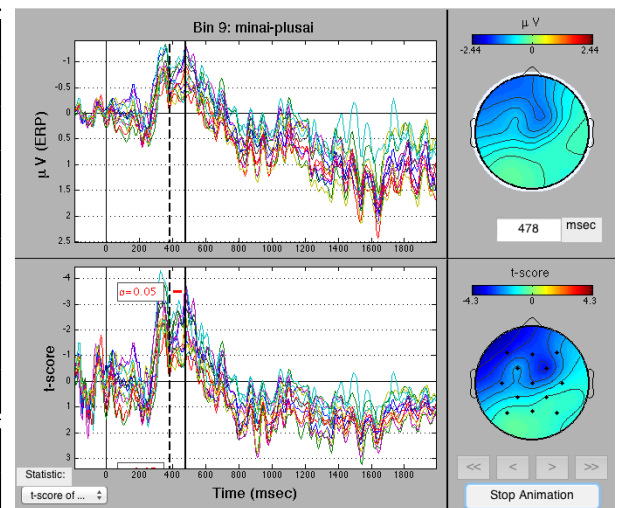 Bin 9: minai-plusai
μ V (ERP)
-1
-0.5
0
0.5
1
1.5
2
2.5
0 200 400 600 800 1000 1200 1400 1600 1800
μ V
-2.44 0 2.44
478 msec
t-score
-4
-3
-2
-1
0
1
2
3
α=0.05
0 200 400 600 800 1000 1200 1400 1600 1800
Time (msec)
Statistic:
t-score of ...
t-score
-4.3 0 4.3
<< < > >>
Stop Animation